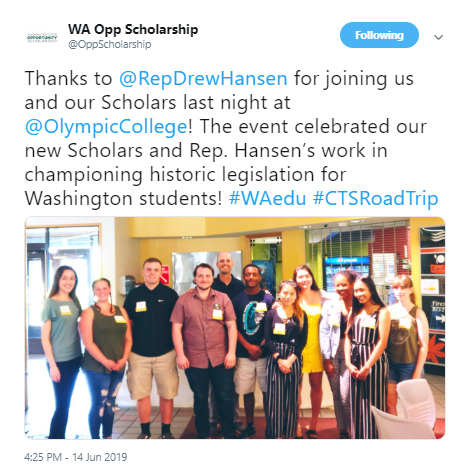 OPPORTUNITY
WA Opp Scholarship
@OppScholarship
Following
Thanks to @RepDrewHansen for joining us
and our Scholars last night at
@OlympicCollege! The event celebrated our
new Scholars and Rep. Hansen’s work in
championing historic legislation for
Washington students! #WAedu #CTSRoadTrip
4:25 PM - 14 Jun 2019